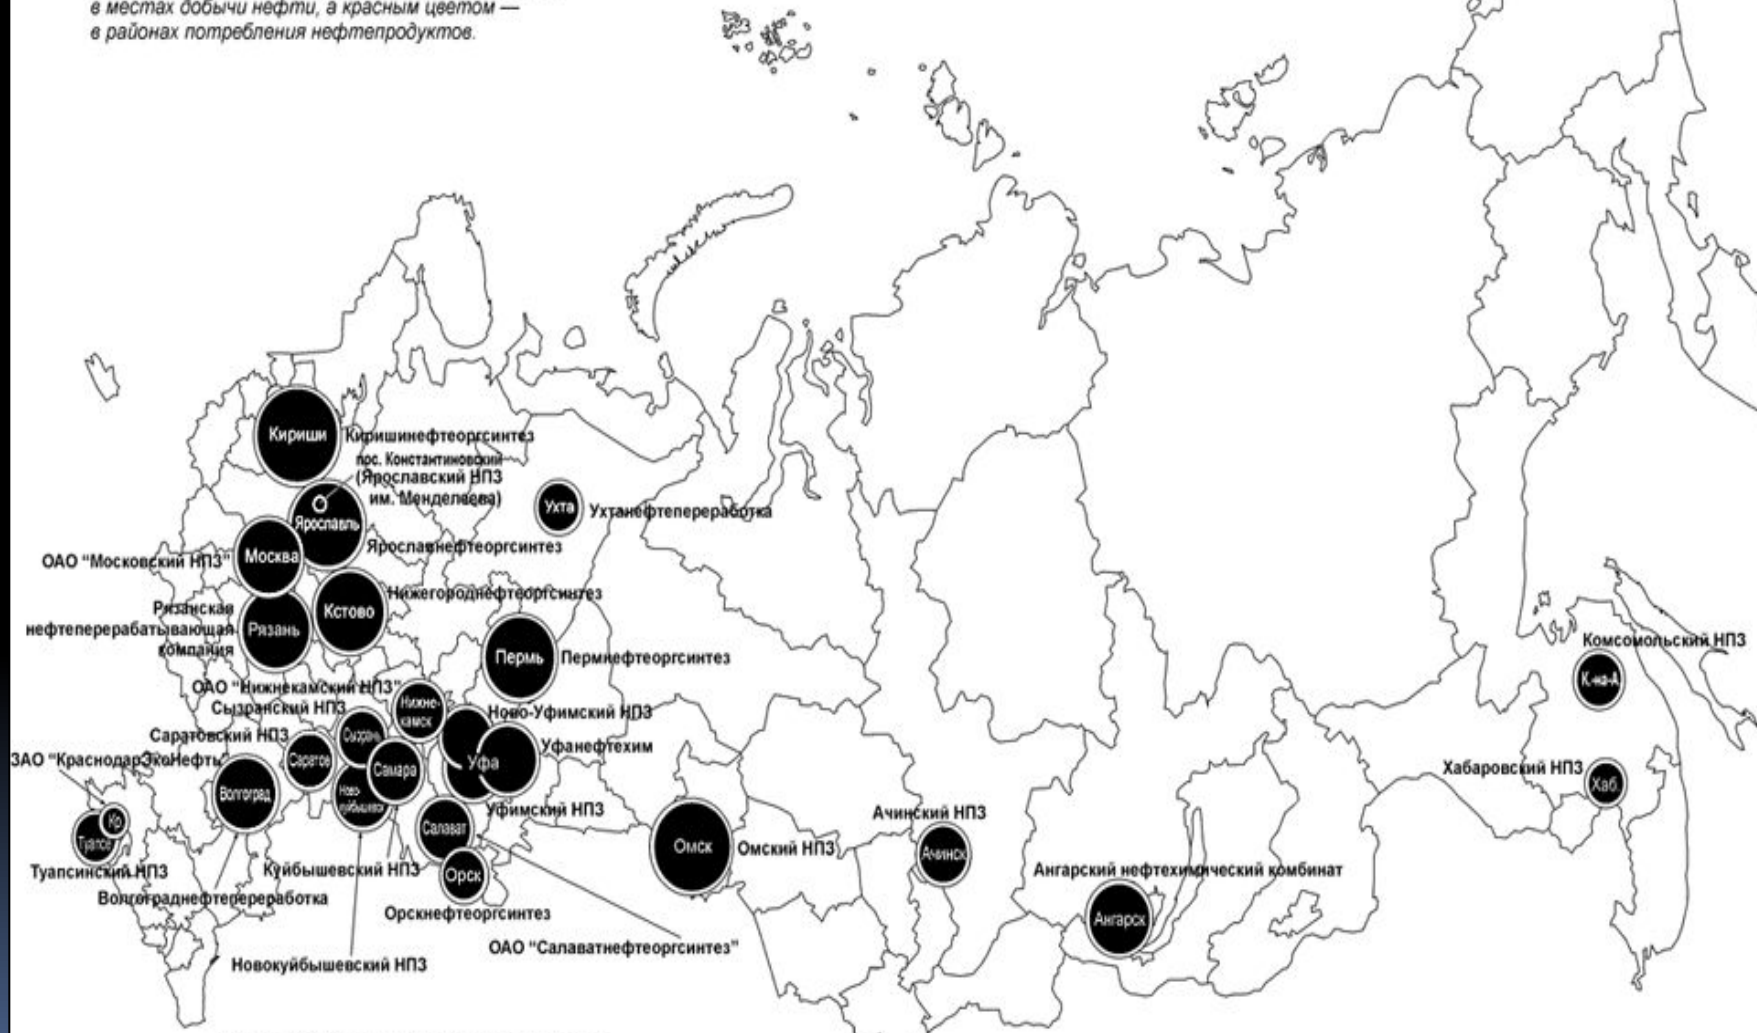 в местах добычи нефти, а красным цветом —
в районах потребления нефтепродуктов.
Кириши
Киришинефтеоргсинтез
пос. Константиновский
(Ярославский НПЗ
им. Менделеева)
Ярославль
Ярославнефтеоргсинтез
Ухта
Ухтанефтепереработка
Москва
ОАО "Московский НПЗ"
Нижегороднефтеоргсинтез
Кстово
Рязанская
нефтеперерабатывающая
компания
Рязань
Пермь
Пермнефтеоргсинтез
Комсомольский НПЗ
К.-на-А
ОАО "Нижнекамский НПЗ"
Нижне-
камск
Сызранский НПЗ
Сызрань
Ново-Уфимский НПЗ
Саратовский НПЗ
Саратов
Уфанефтехим
Уфа
Самара
ЗАО "КраснодарЭкоНефть"
Волгоград
Ново-
куйбышевск
Хабаровский НПЗ
Хаб.
Уфимский НПЗ
Ачинский НПЗ
Кр
Туапсе
Салават
Омск
Омский НПЗ
Ачинск
Туапсинский НПЗ
Куйбышевский НПЗ
Орск
Ангарский нефтехимический комбинат
Волгограднефтепереработка
Орскнефтеоргсинтез
Ангарск
ОАО "Салаватнефтеоргсинтез"
Новокуйбышевский НПЗ